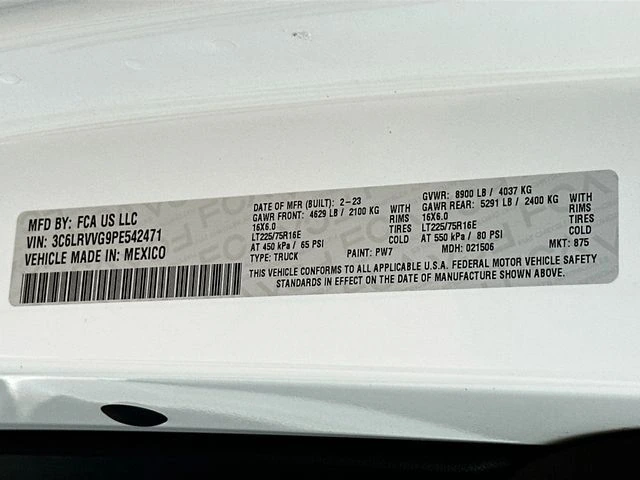 MFD BY: FCA US LLC
VIN: 3C6LRVVG9PE542471
VEHICLE MADE IN: MEXICO
DATE OF MFR (BUILT): 2-23
GAWR FRONT: 4629 LB / 2100 KG WITH
16X6.0 RIMS
LT225/75R16E TIRES
AT 450 kPa / 65 PSI COLD
TYPE: TRUCK PAINT: PW7
GVWR: 8900 LB / 4037 KG
GAWR REAR: 5291 LB / 2400 KG WITH
16X6.0 RIMS
LT225/75R16E TIRES
AT 550 kPa / 80 PSI COLD
MDH: 021506 MKT: 875
THIS VEHICLE CONFORMS TO ALL APPLICABLE U.S.A. FEDERAL MOTOR VEHICLE SAFETY
STANDARDS IN EFFECT ON THE DATE OF MANUFACTURE SHOWN ABOVE.